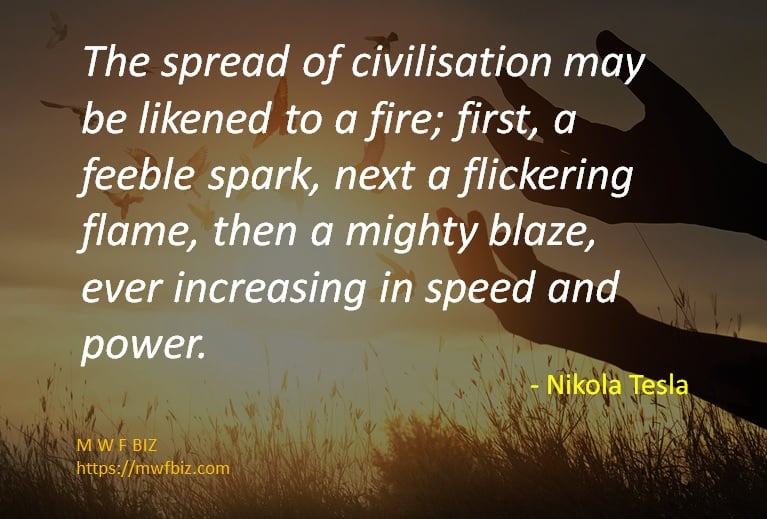 The spread of civilisation may
be likened to a fire; first, a
feeble spark, next a flickering
flame, then a mighty blaze,
ever increasing in speed and
power.
- Nikola Tesla
M W F BIZ
https://mwfbiz.com